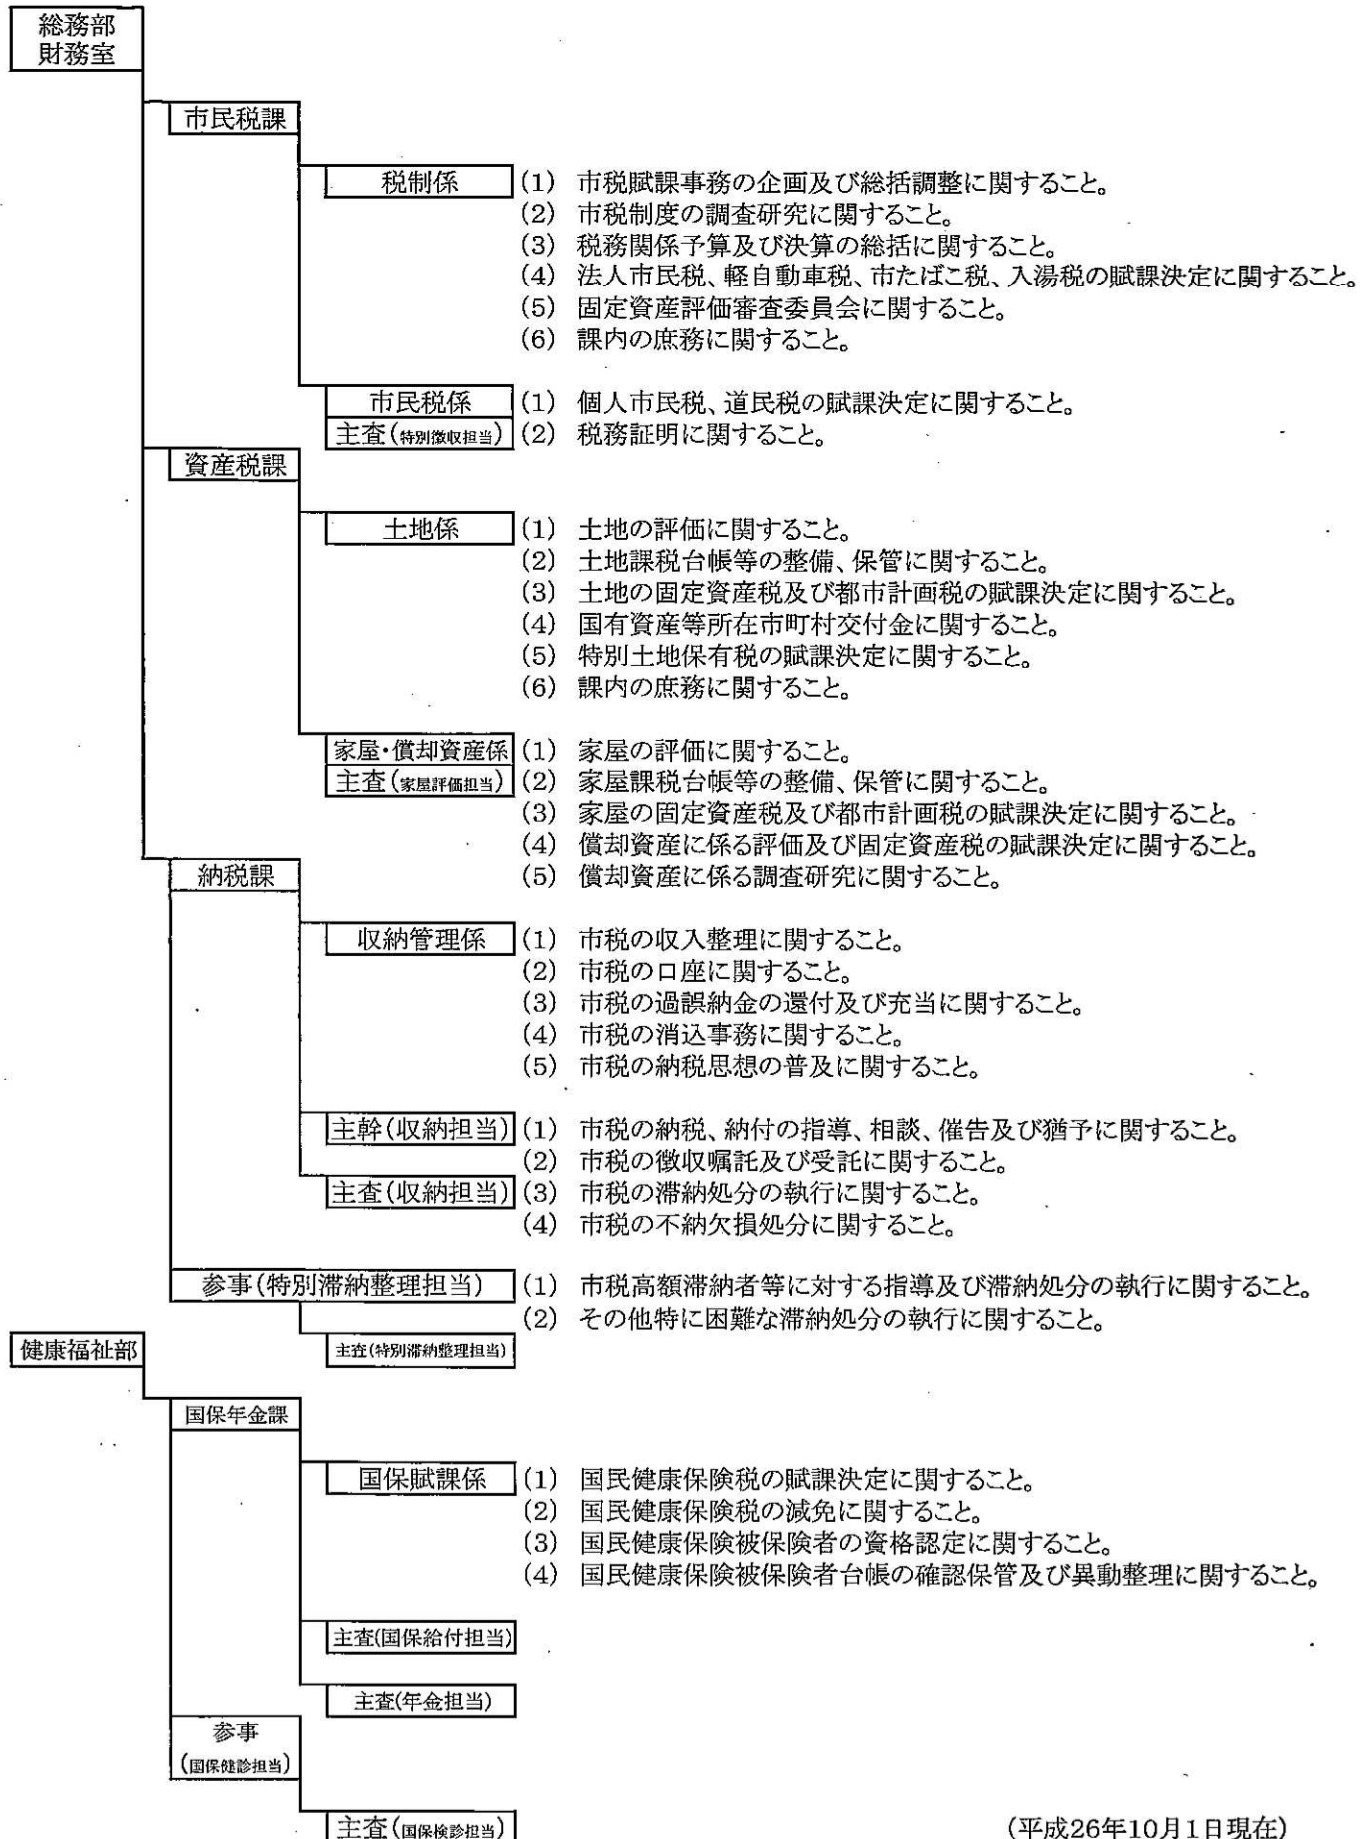 総務部
財務室
市民税課
税制係 (1) 市税賦課事務の企画及び総括調整に関すること。
(2) 市税制度の調査研究に関すること。
(3) 税務関係予算及び決算の総括に関すること。
(4) 法人市民税、軽自動車税、市たばこ税、入湯税の賦課決定に関すること。
(5) 固定資産評価審査委員会に関すること。
(6) 課内の庶務に関すること。
市民税係 (1) 個人市民税、道民税の賦課決定に関すること。
主査(特別徴収担当) (2) 税務証明に関すること。
資産税課
土地係 (1) 土地の評価に関すること。
(2) 土地課税台帳等の整備、保管に関すること。
(3) 土地の固定資産税及び都市計画税の賦課決定に関すること。
(4) 国有資産等所在市町村交付金に関すること。
(5) 特別土地保有税の賦課決定に関すること。
(6) 課内の庶務に関すること。
家屋・償却資産係 (1) 家屋の評価に関すること。
主査(家屋評価担当) (2) 家屋課税台帳等の整備、保管に関すること。
(3) 家屋の固定資産税及び都市計画税の賦課決定に関すること。
(4) 償却資産に係る評価及び固定資産税の賦課決定に関すること。
納税課 (5) 償却資産に係る調査研究に関すること。
収納管理係 (1) 市税の収入整理に関すること。
(2) 市税の口座に関すること。
(3) 市税の過誤納金の還付及び充当に関すること。
(4) 市税の消込事務に関すること。
(5) 市税の納税思想の普及に関すること。
主幹(収納担当) (1) 市税の納税、納付の指導、相談、催告及び猶予に関すること。
(2) 市税の徴収嘱託及び受託に関すること。
主査(収納担当) (3) 市税の滞納処分の執行に関すること。
(4) 市税の不納欠損処分に関すること。
参事(特別滞納整理担当) (1) 市税高額滞納者等に対する指導及び滞納処分の執行に関すること。
(2) その他特に困難な滞納処分の執行に関すること。
健康福祉部 主査(特別滞納整理担当)
国保年金課
国保賦課係 (1) 国民健康保険税の賦課決定に関すること。
(2) 国民健康保険税の減免に関すること。
(3) 国民健康保険被保険者の資格認定に関すること。
(4) 国民健康保険被保険者台帳の確認保管及び異動整理に関すること。
主査(国保給付担当)
主査(年金担当)
参事
(国保健診担当)
主査(国保検診担当) (平成26年10月1日現在)